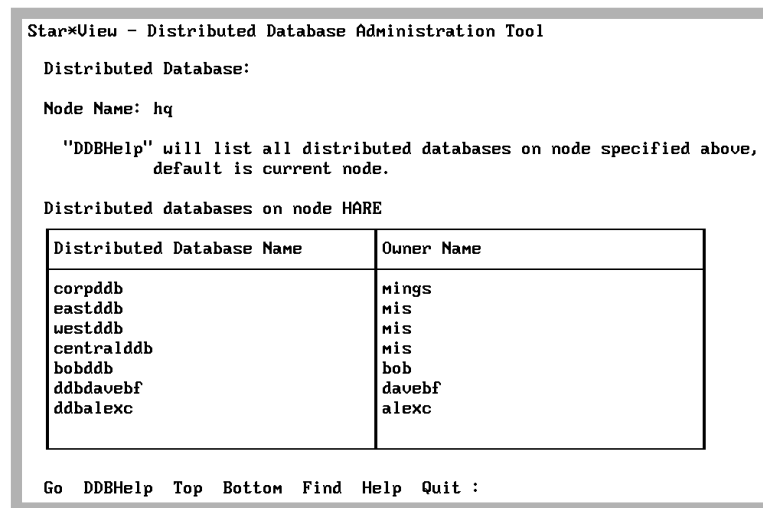 Star*View - Distributed Database Administration Tool
Distributed Database:
Node Name: hq
"DDBHelp" will list all distributed databases on node specified above,
default is current node.
Distributed databases on node HARE
Distributed Database Name Owner Name
corpddb mings
eastddb mis
westddb mis
centralddb mis
bobddb bob
ddbdavebf davebf
ddbalexc alexc
Go DDBHelp Top Bottom Find Help Quit :